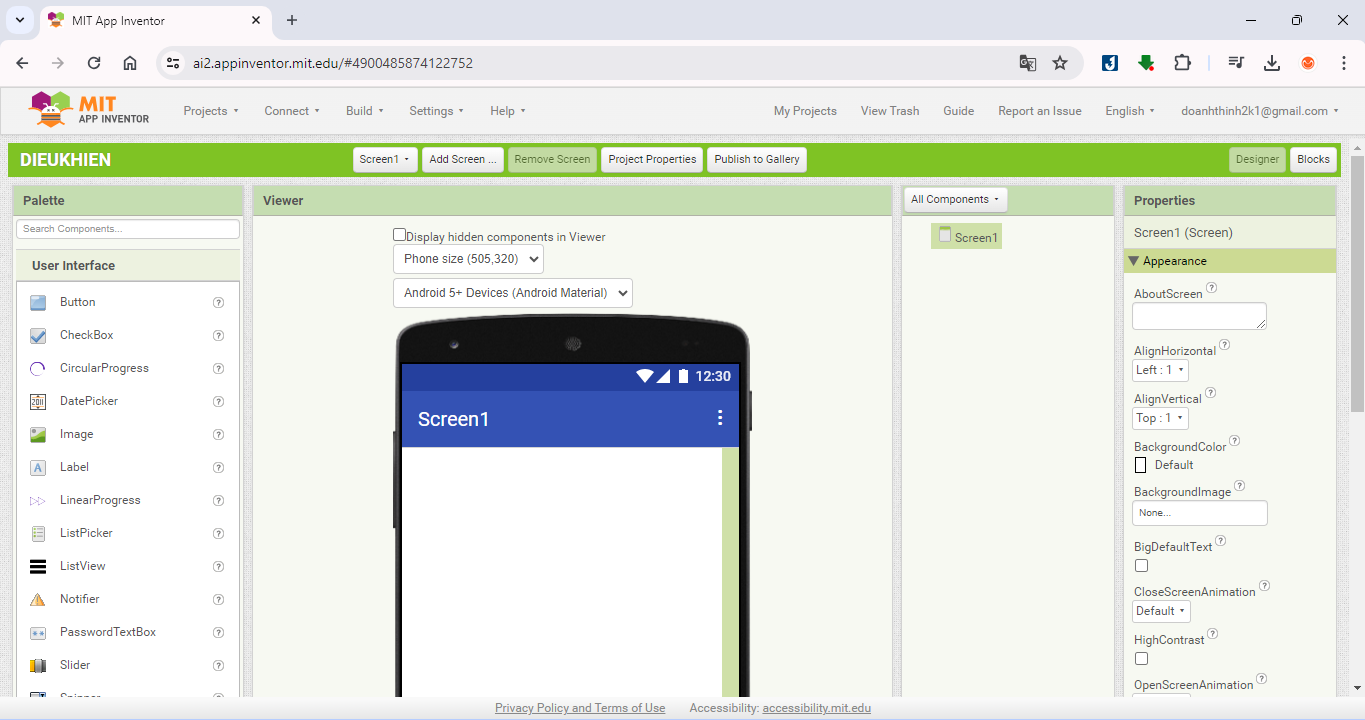 MIT App Inventor
ai2.appinventor.mit.edu/#4900485874122752
MIT
APP INVENTOR
Projects Connect Build Settings Help My Projects View Trash Guide Report an Issue English doanhthinh2k1@gmail.com
DIEUKHIEN Screen1 Add Screen ... Remove Screen Project Properties Publish to Gallery Designer Blocks
Palette
Search Components...
User Interface
Button
CheckBox
CircularProgress
DatePicker
Image
Label
LinearProgress
ListPicker
ListView
Notifier
PasswordTextBox
Slider
Spinner
Viewer
Display hidden components in Viewer
Phone size (505,320)
Android 5+ Devices (Android Material)
12:30
Screen1
All Components
Screen1
Properties
Screen1 (Screen)
Appearance
AboutScreen
AlignHorizontal
Left : 1
AlignVertical
Top : 1
BackgroundColor
Default
BackgroundImage
None...
BigDefaultText
CloseScreenAnimation
Default
HighContrast
OpenScreenAnimation
Privacy Policy and Terms of Use Accessibility: accessibility.mit.edu